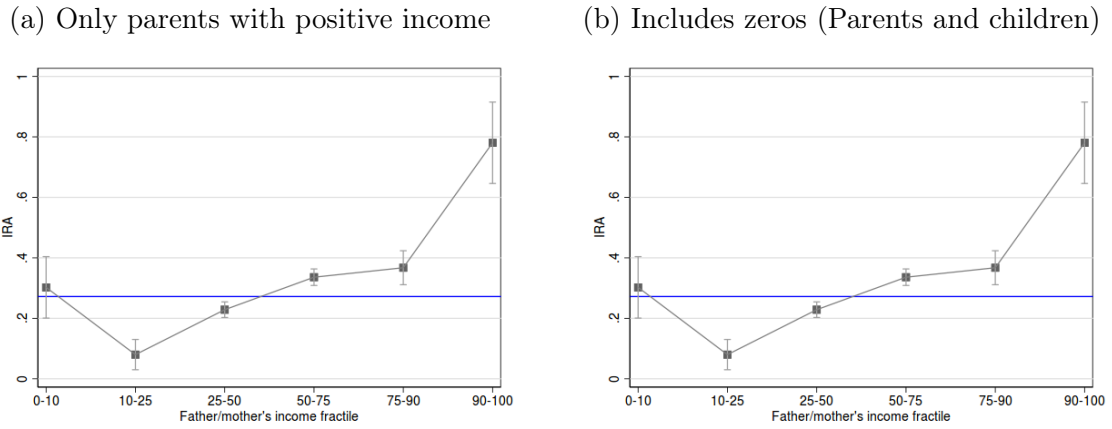 (a) Only parents with positive income
(b) Includes zeros (Parents and children)
1
.8
.6
.4
.2
0
IRA
0-10 10-25 25-50 50-75 75-90 90-100
Father/mother's income fractile
1
.8
.6
.4
.2
0
IRA
0-10 10-25 25-50 50-75 75-90 90-100
Father/mother's income fractile